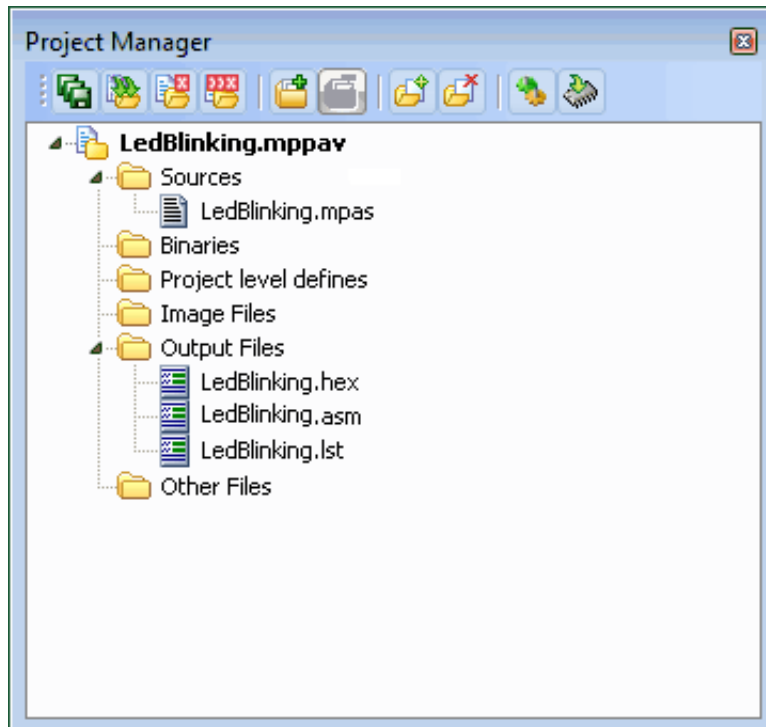 Project Manager
LedBlinking.mppav
Sources
LedBlinking.mpas
Binaries
Project level defines
Image Files
Output Files
LedBlinking.hex
LedBlinking.asm
LedBlinking.lst
Other Files